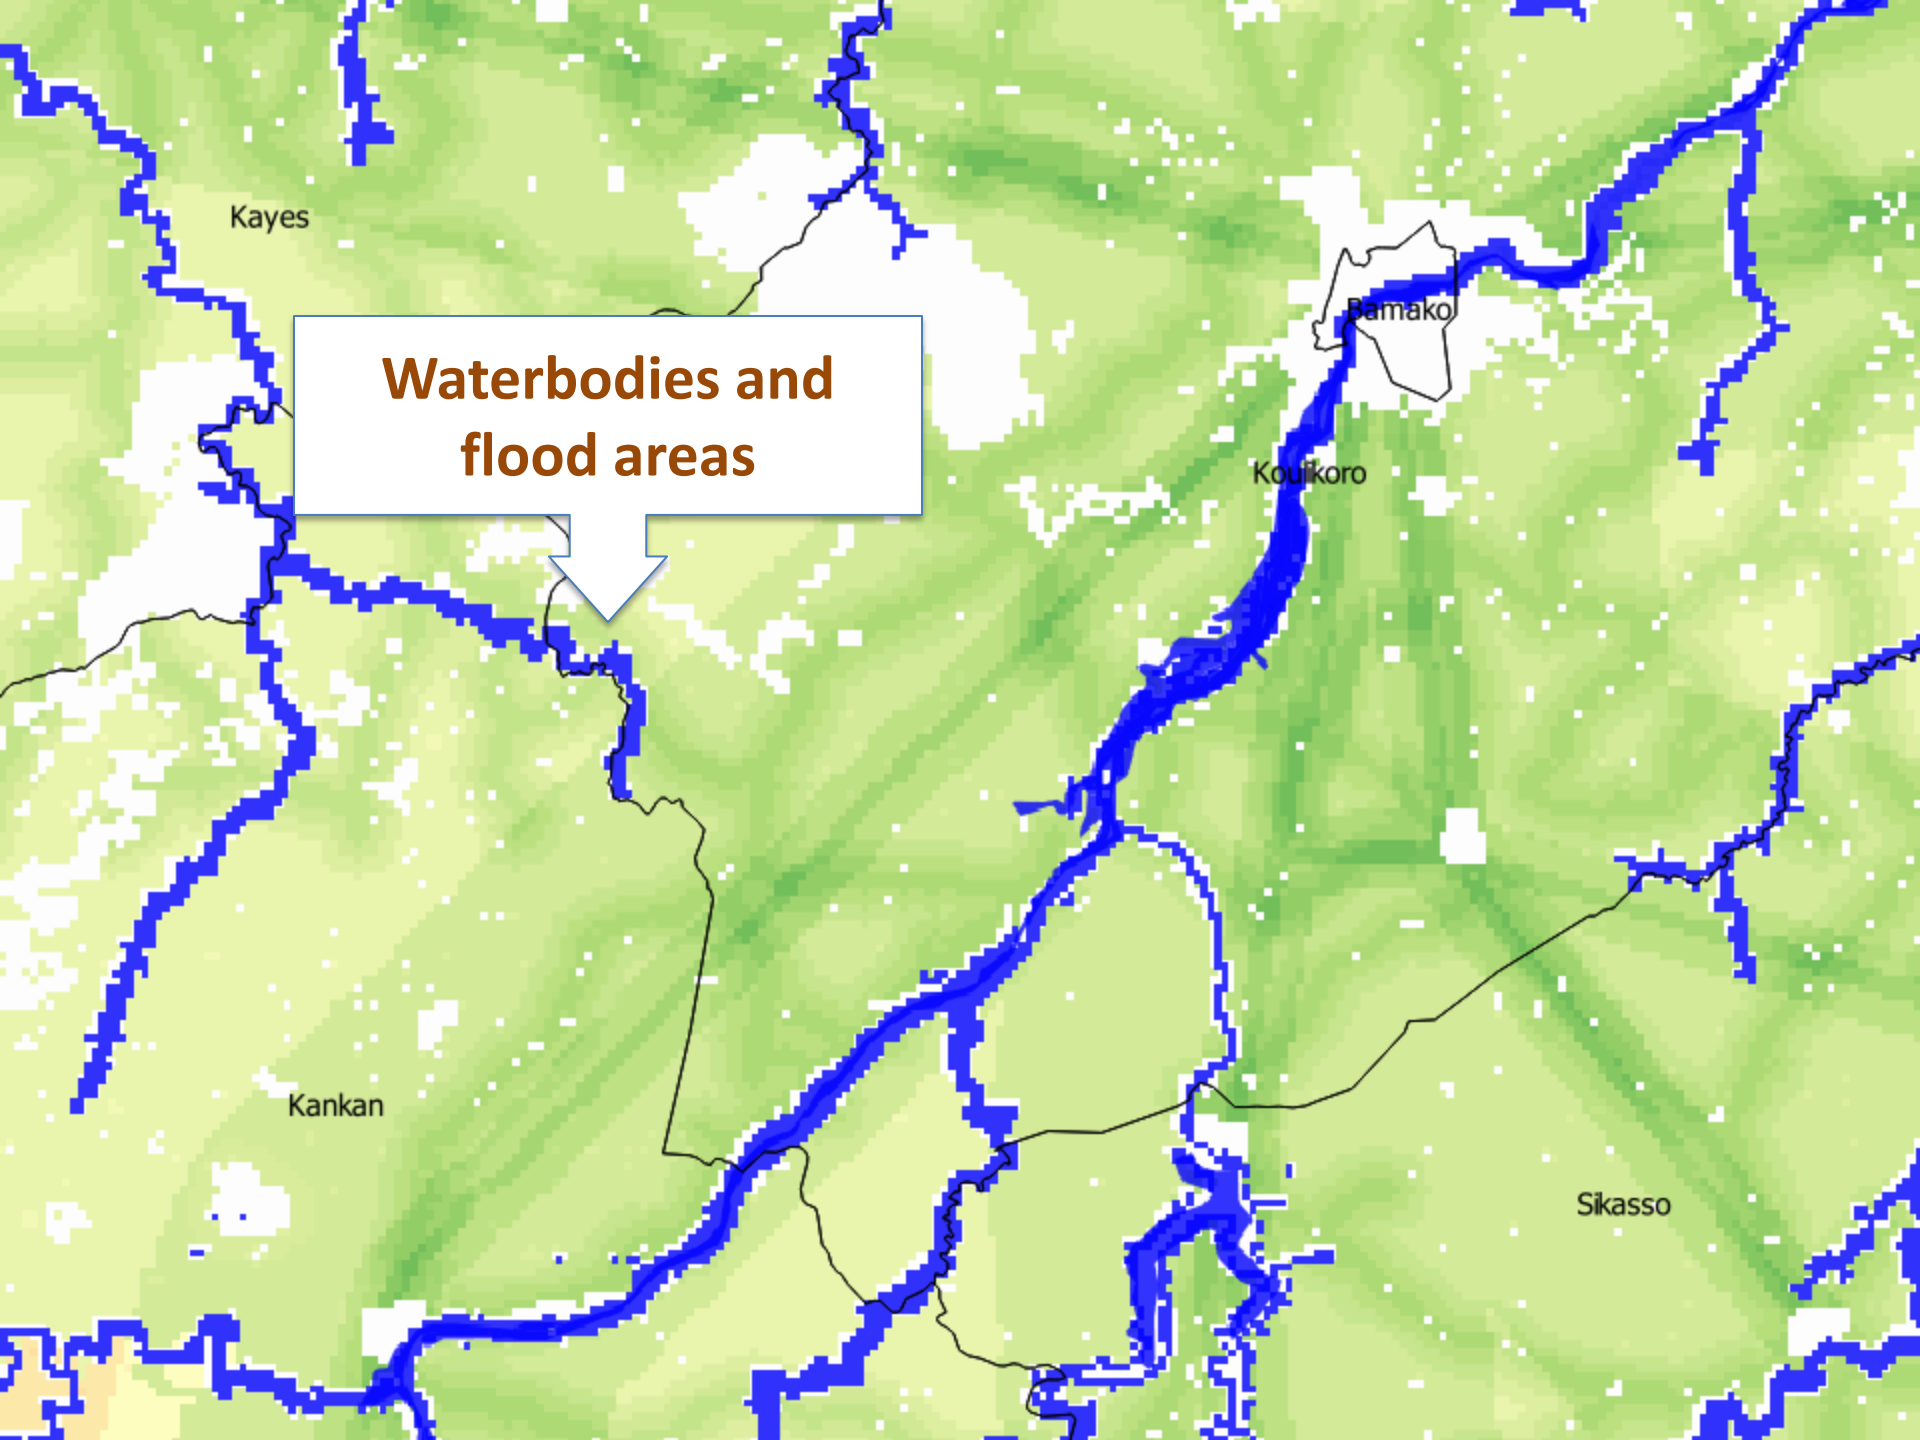 Kayes
Bamako
Waterbodies and
flood areas
Koulikoro
Kankan
Sikasso